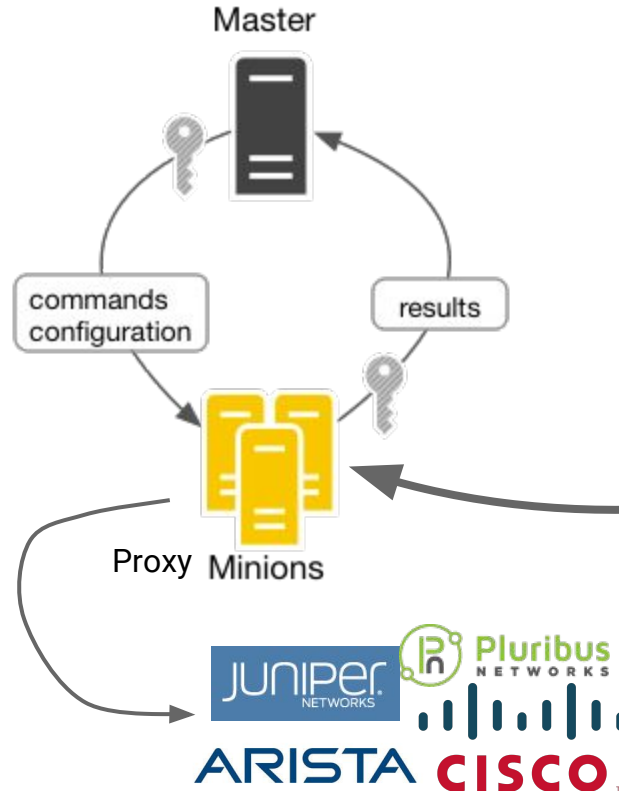 Master
commands
configuration
results
Proxy Minions
JUNIPER
NETWORKS
Pluribus
NETWORKS
ARISTA
CISCO